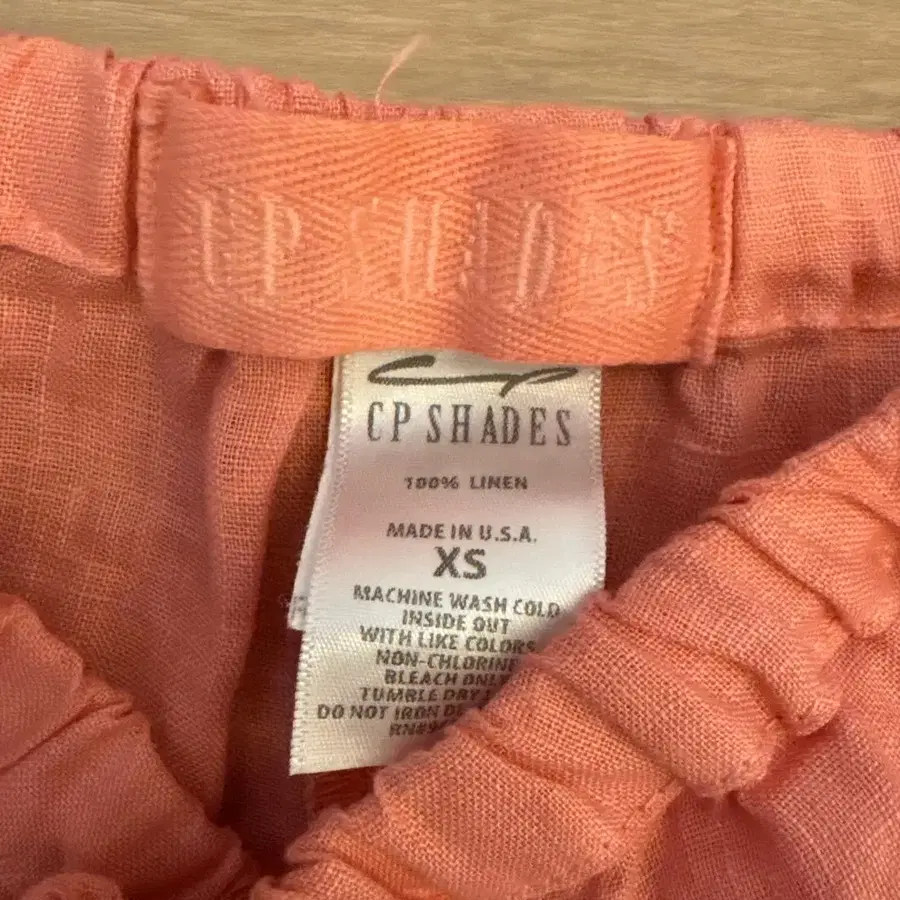 CP SHADES
CP SHADES
100% LINEN
MADE IN U.S.A.
XS
MACHINE WASH COLD
INSIDE OUT
WITH LIKE COLORS
NON-CHLORINE
BLEACH ONLY
TUMBLE DRY
DO NOT IRON